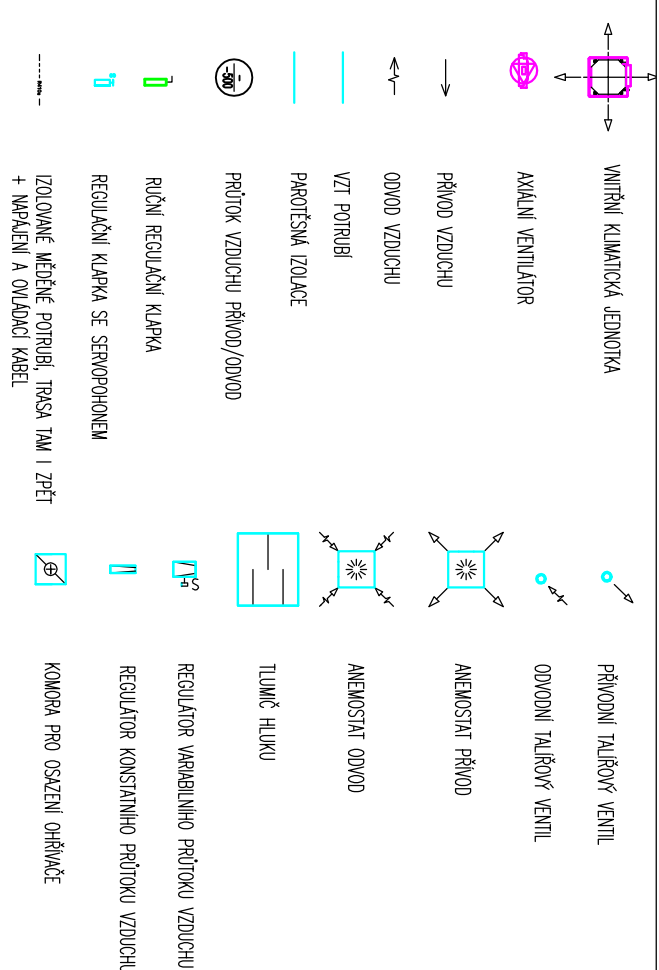 VNITŘNÍ KLIMATICKÁ JEDNOTKA
AXIÁLNÍ VENTILÁTOR
PŘÍVOD VZDUCHU
ODVOD VZDUCHU
VZT POTRUBÍ
PAROTĚSNÁ IZOLACE
-
-500
PRŮTOK VZDUCHU PŘÍVOD/ODVOD
RUČNÍ REGULAČNÍ KLAPKA
REGULAČNÍ KLAPKA SE SERVOPOHONEM
IZOLOVANÉ MĚDĚNÉ POTRUBÍ, TRASA TAM I ZPĚT
+ NAPÁJENÍ A OVLÁDACÍ KABEL
PŘÍVODNÍ TALÍŘOVÝ VENTIL
ODVODNÍ TALÍŘOVÝ VENTIL
ANEMOSTAT PŘÍVOD
ANEMOSTAT ODVOD
TLUMIČ HLUKU
S
REGULÁTOR VARIABILNÍHO PRŮTOKU VZDUCHU
REGULÁTOR KONSTATNÍHO PRŮTOKU VZDUCHU
KOMORA PRO OSAZENÍ OHŘÍVAČE